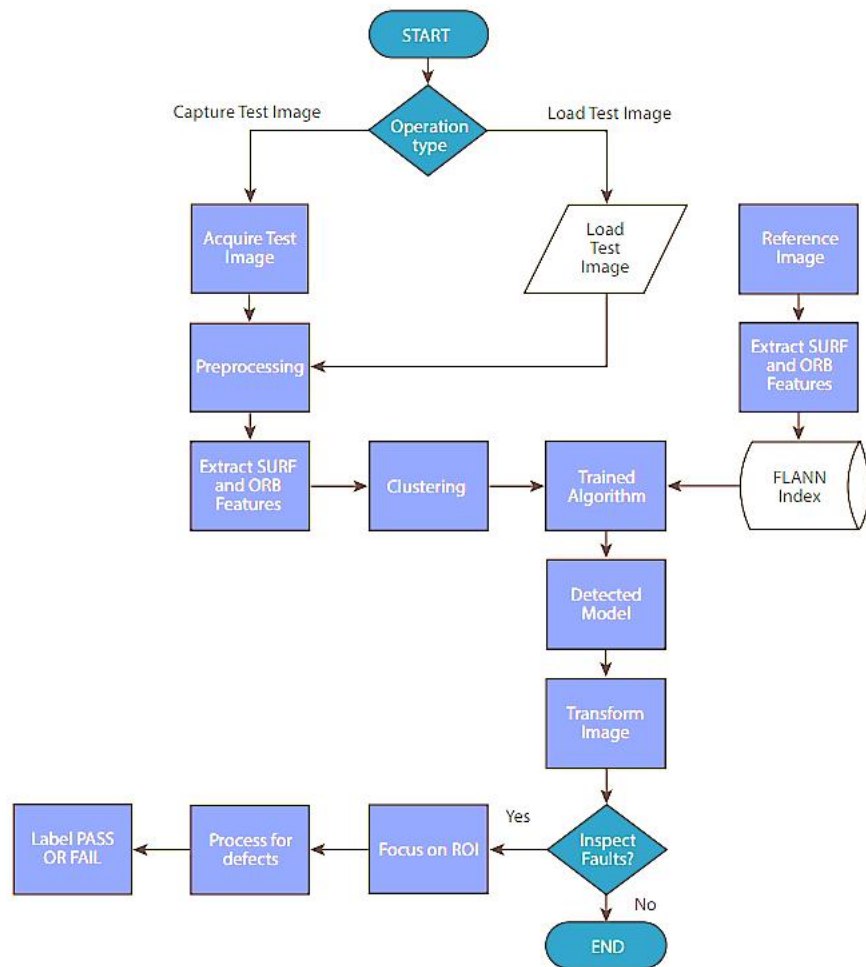 START
Capture Test Image
Load Test Image
Operation
type
Acquire Test
Image
Load
Test
Image
Reference
Image
Preprocessing
Extract SURF
and ORB
Features
Extract SURF
and ORB
Features
Clustering
Trained
Algorithm
FLANN
Index
Detected
Model
Transform
Image
Inspect
Faults?
Yes
Focus on ROI
Process for
defects
Label PASS
OR FAIL
No
END